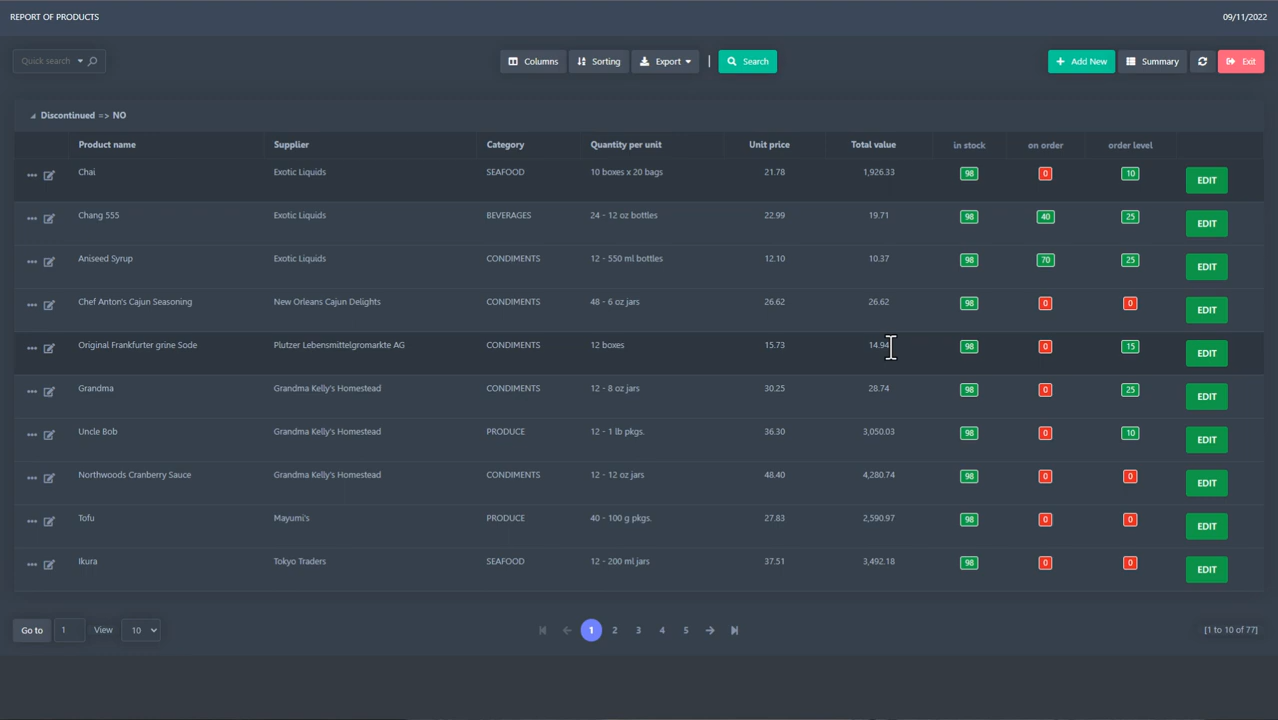 REPORT OF PRODUCTS 09/11/2022
Quick search Columns Sorting Export | Search Add New Summary Exit
Discontinued => NO
Product name Supplier Category Quantity per unit Unit price Total value in stock on order order level
Chai Exotic Liquids SEAFOOD 10 boxes x 20 bags 21.78 1,926.33 98 0 10 EDIT
Chang 555 Exotic Liquids BEVERAGES 24 - 12 oz bottles 22.99 19.71 98 40 25 EDIT
Aniseed Syrup Exotic Liquids CONDIMENTS 12 - 550 ml bottles 12.10 10.37 98 70 25 EDIT
Chef Anton's Cajun Seasoning New Orleans Cajun Delights CONDIMENTS 48 - 6 oz jars 26.62 26.62 98 0 0 EDIT
Original Frankfurter grine Sode Plutzer Lebensmittelgromarkte AG CONDIMENTS 12 boxes 15.73 14.94 98 0 15 EDIT
Grandma Grandma Kelly's Homestead CONDIMENTS 12 - 8 oz jars 30.25 28.74 98 0 25 EDIT
Uncle Bob Grandma Kelly's Homestead PRODUCE 12 - 1 lb pkgs. 36.30 3,050.03 98 0 10 EDIT
Northwoods Cranberry Sauce Grandma Kelly's Homestead CONDIMENTS 12 - 12 oz jars 48.40 4,280.74 98 0 0 EDIT
Tofu Mayumi's PRODUCE 40 - 100 g pkgs. 27.83 2,590.97 98 0 0 EDIT
Ikura Tokyo Traders SEAFOOD 12 - 200 ml jars 37.51 3,492.18 98 0 0 EDIT
Go to 1 View 10 1 2 3 4 5 [1 to 10 of 77]